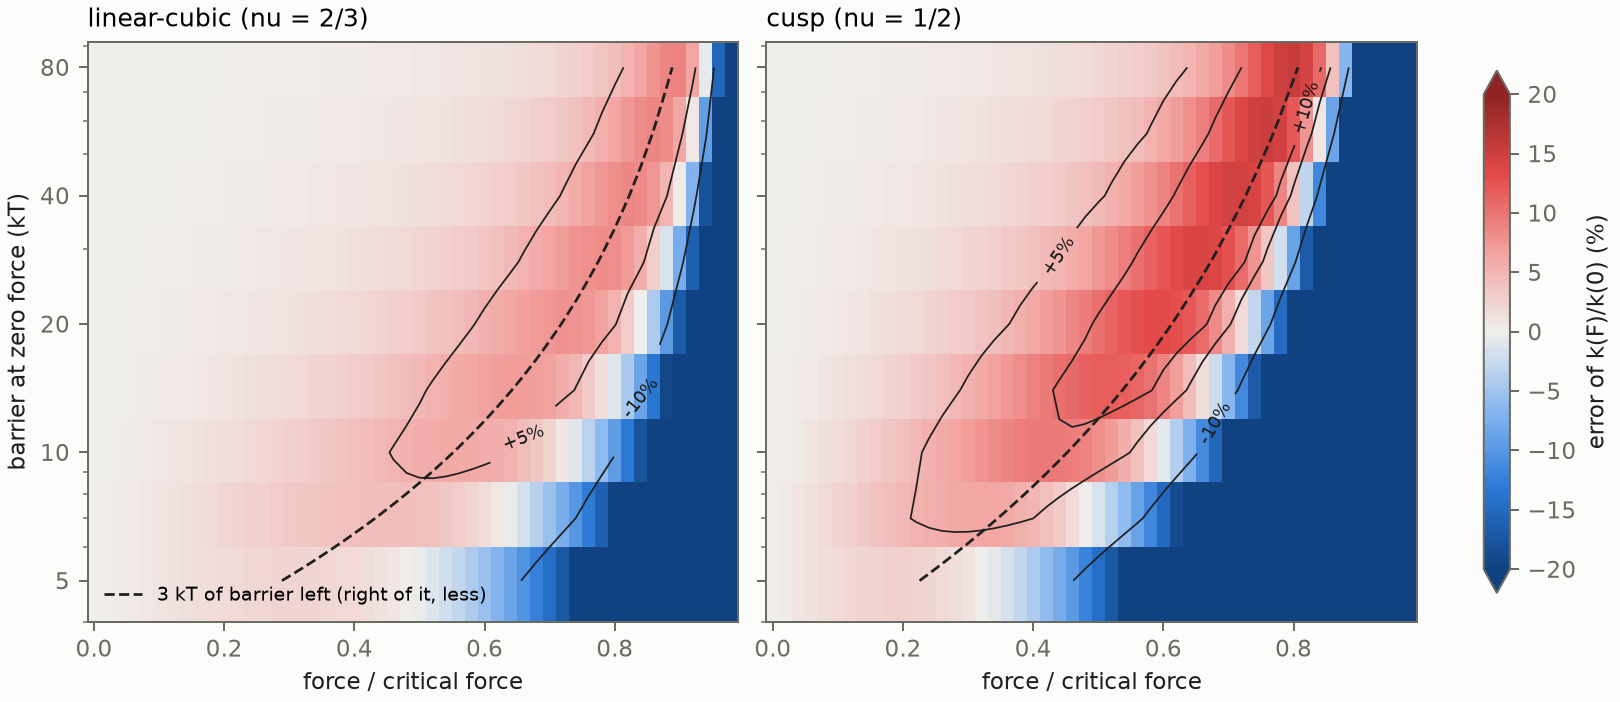 linear-cubic (nu = 2/3)
cusp (nu = 1/2)
barrier at zero force (kT)
80
40
20
10
5
+5%
-10%
3 kT of barrier left (right of it, less)
0.0 0.2 0.4 0.6 0.8
force / critical force
+5%
+10%
-10%
0.0 0.2 0.4 0.6 0.8
force / critical force
20
15
10
5
0
−5
−10
−15
−20
error of k(F)/k(0) (%)